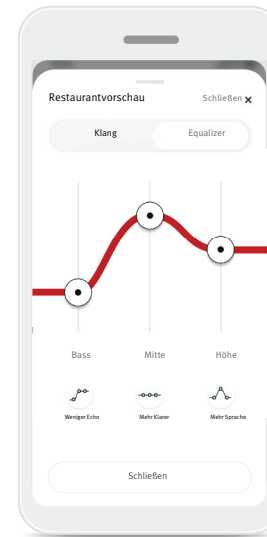 Restaurantvorschau Schließen ×
Klang Equalizer
Bass Mitte Höhe
Weniger Echo Mehr Klarer Mehr Sprache
Schließen